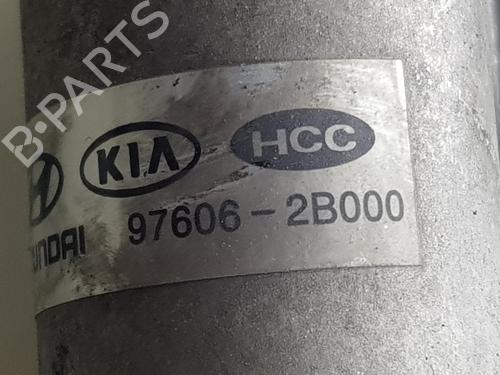 B-PARTS
KIA
HCC
HYUNDAI
97606-2B000